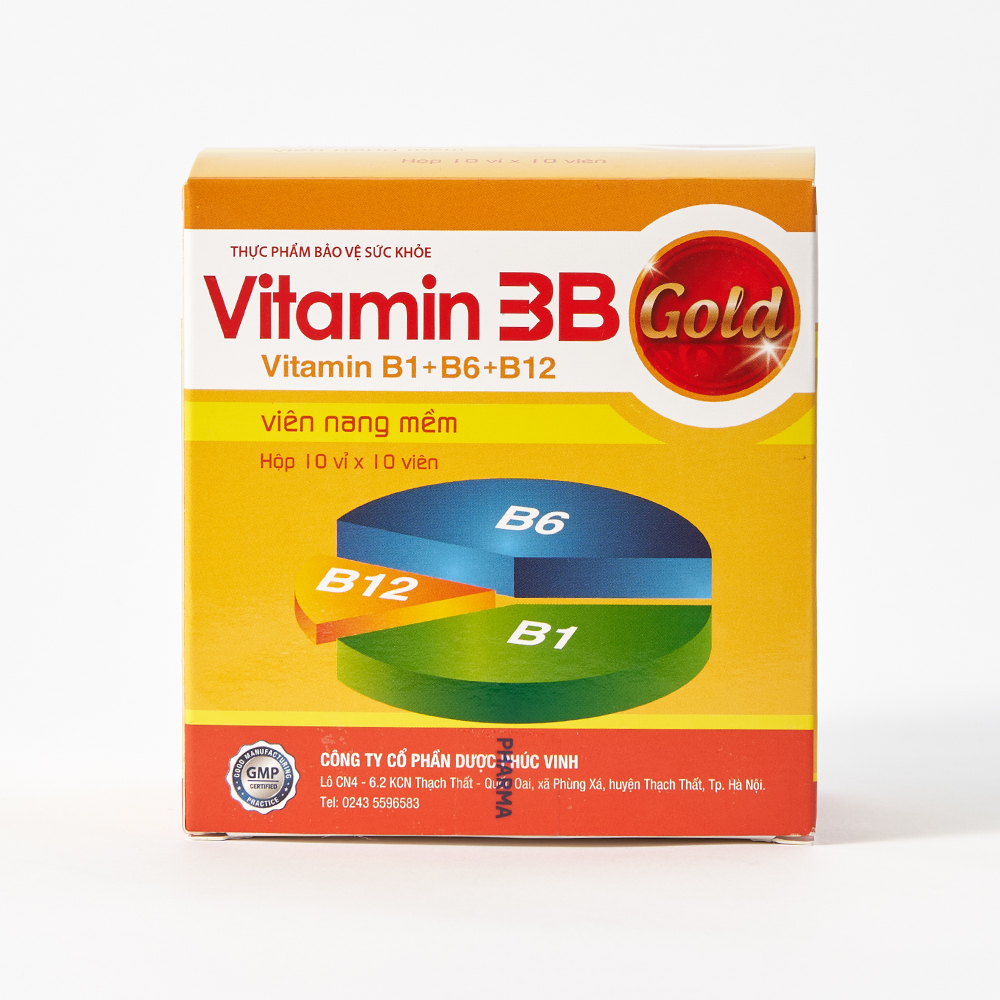 viên nang mềm
Hộp 10 vỉ x 10 viên
THỰC PHẨM BẢO VỆ SỨC KHỎE
Vitamin 3B
Gold
Vitamin B1+B6+B12
viên nang mềm
Hộp 10 vỉ x 10 viên
B6
B12
B1
GOOD MANUFACTURING
GMP
CERTIFIED
PRACTICE
CÔNG TY CỔ PHẦN DƯỢC PHÚC VINH
Lô CN4 - 6.2 KCN Thạch Thất - Quốc Oai, xã Phùng Xá, huyện Thạch Thất, Tp. Hà Nội.
Tel: 0243 5596583
PHARMA